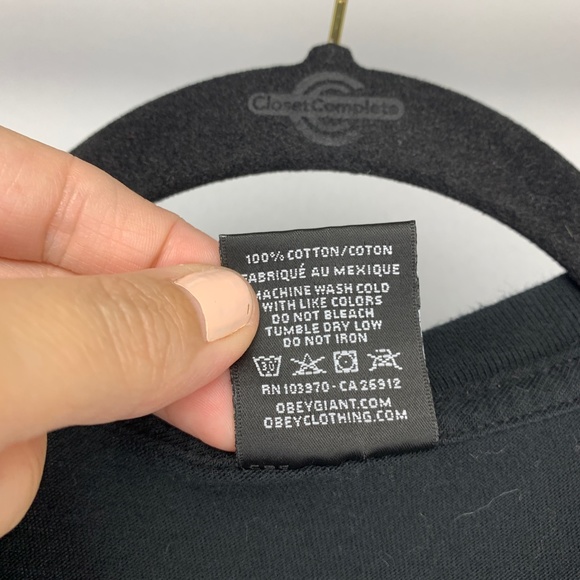 ClosetComplete
100% COTTON/COTON
FABRIQUÉ AU MEXIQUE
MACHINE WASH COLD
WITH LIKE COLORS
DO NOT BLEACH
TUMBLE DRY LOW
DO NOT IRON
30
RN 103970 - CA 26912
OBEYGIANT.COM
OBEYCLOTHING.COM